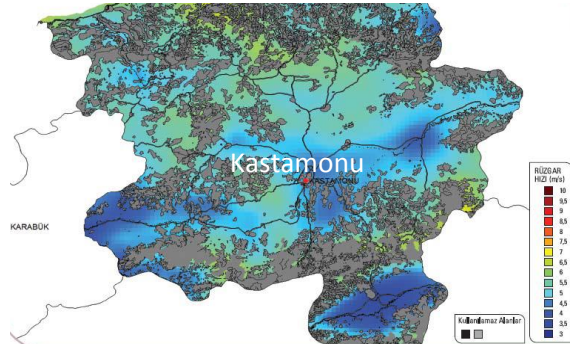 Kastamonu
KASTAMONU
KARABÜK
RÜZGAR
HIZI (m/s)
10
9,5
9
8,5
8
7,5
7
6,5
6
5,5
5
4,5
4
3,5
3
Kullanılamaz Alanlar